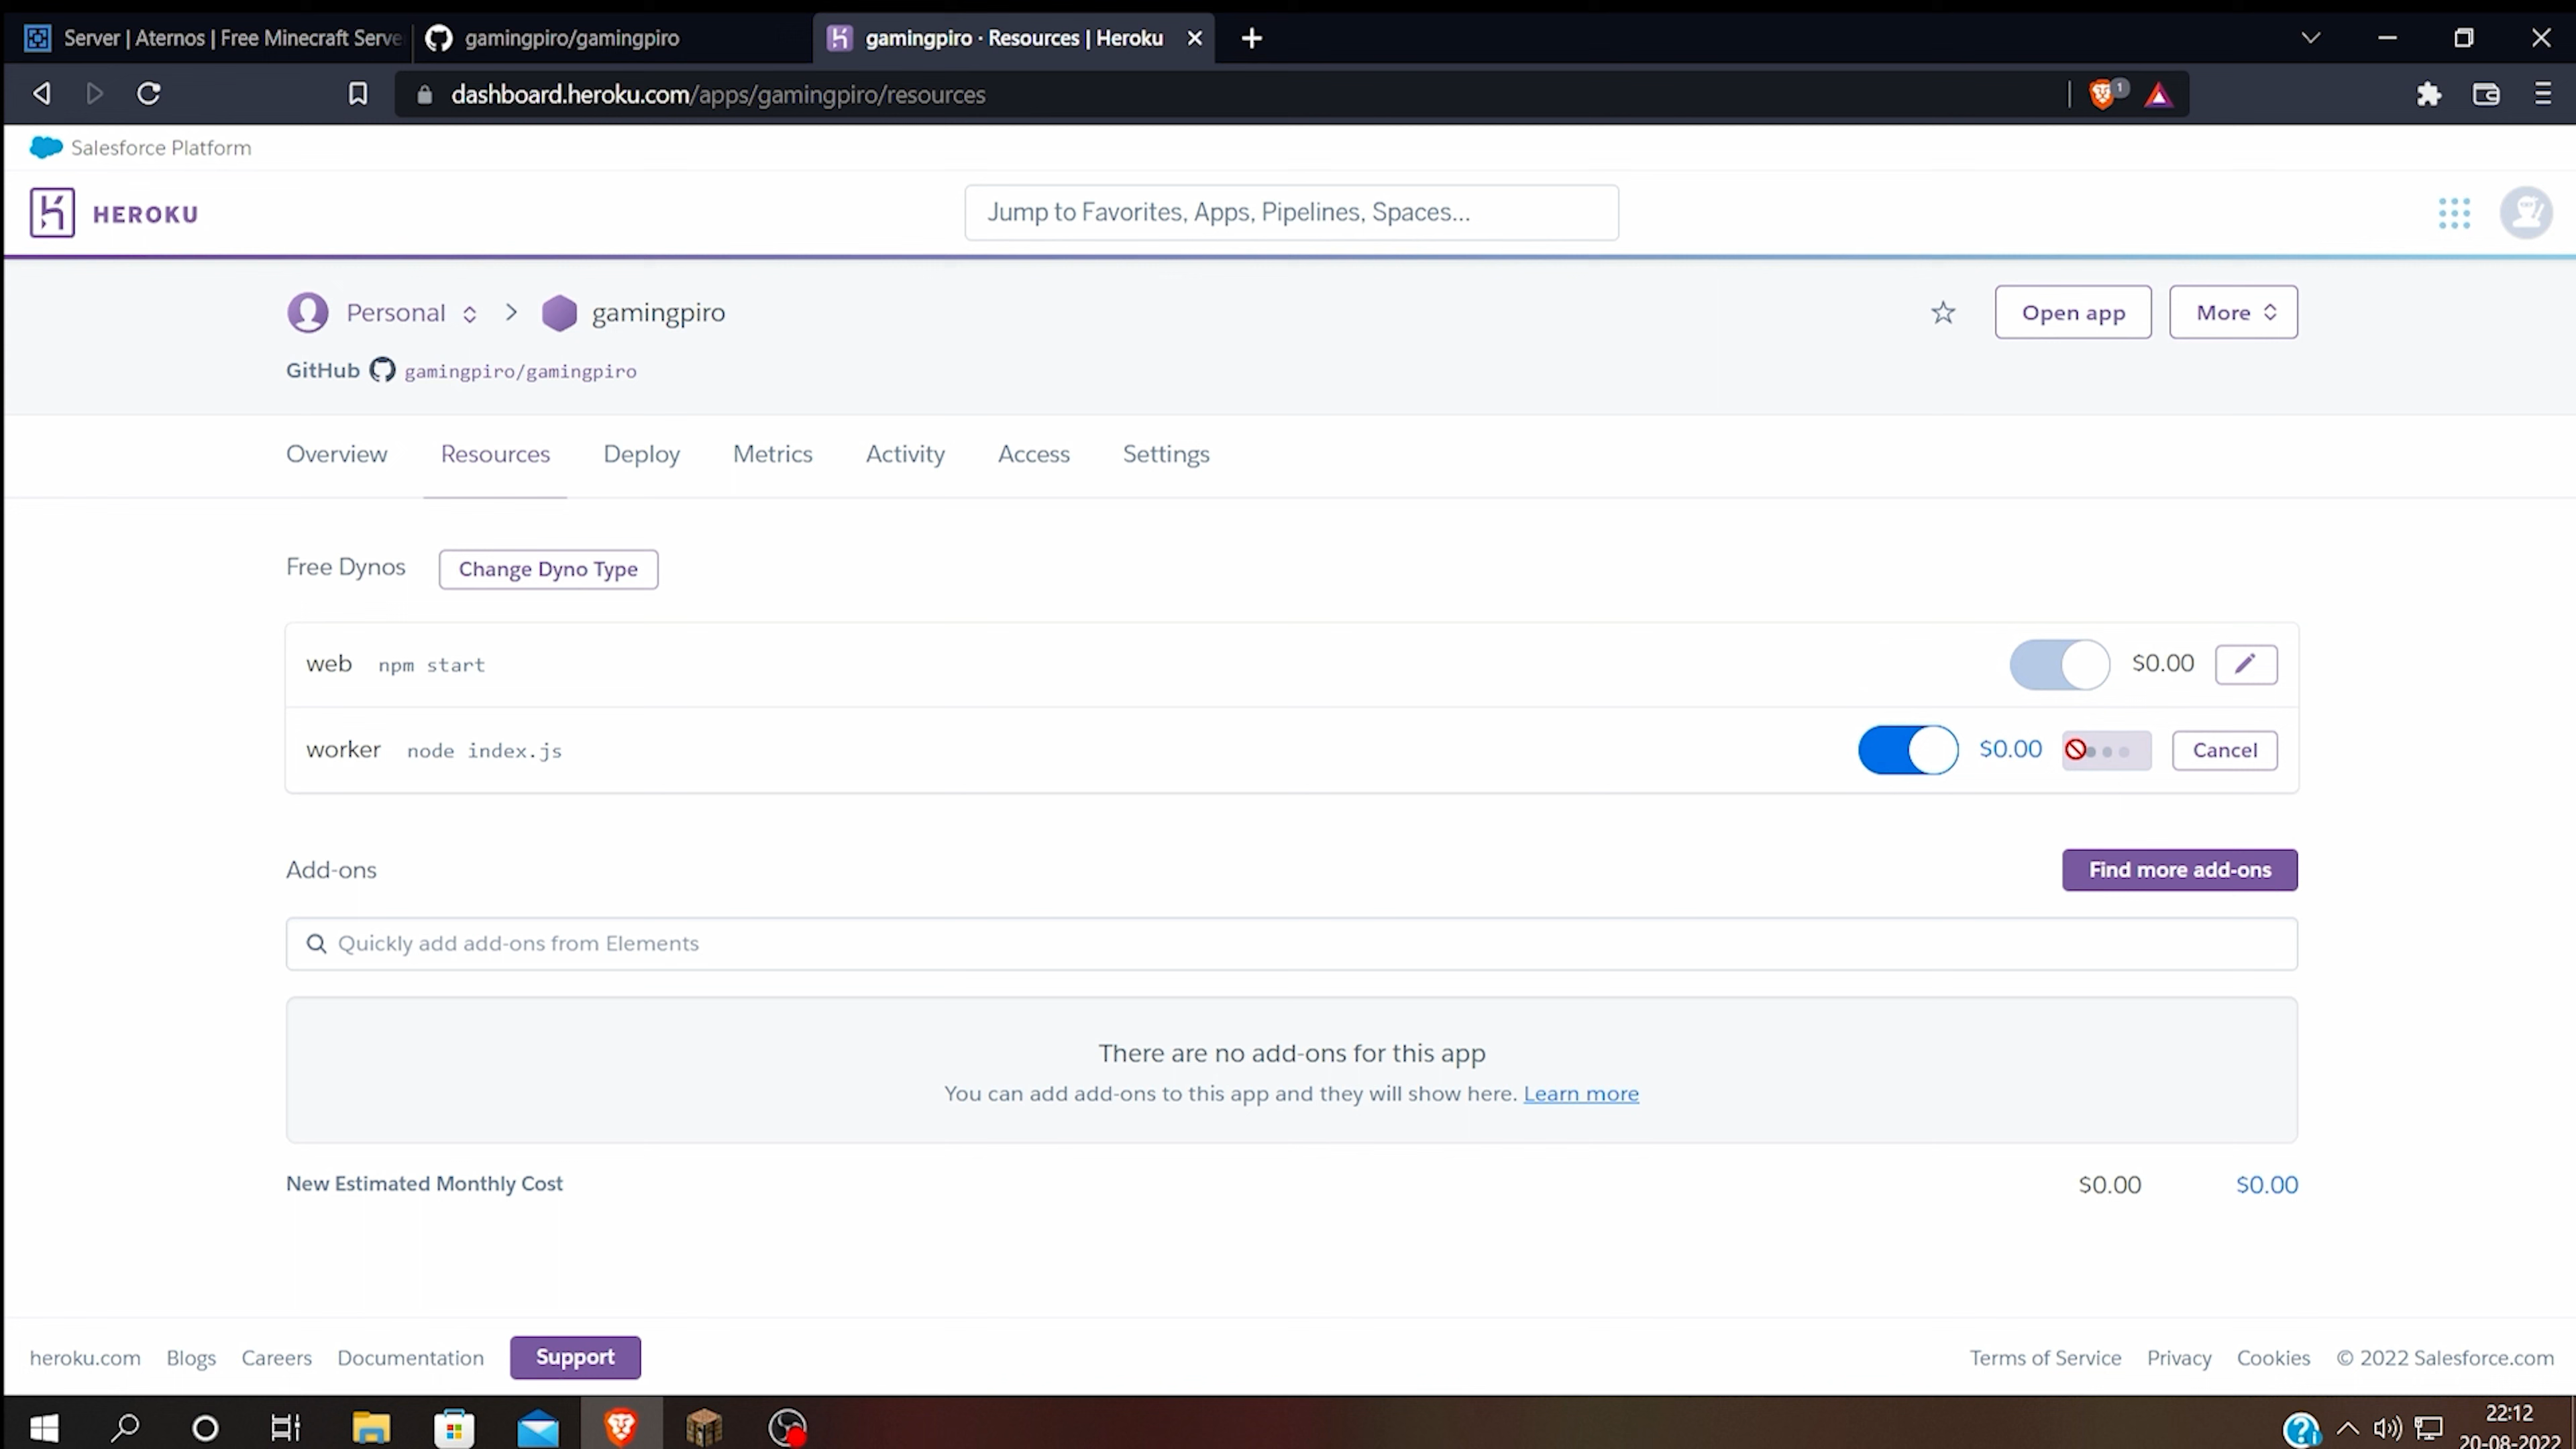 Server | Aternos | Free Minecraft Serve
gamingpiro/gamingpiro
gamingpiro · Resources | Heroku
dashboard.heroku.com/apps/gamingpiro/resources
1
Salesforce Platform
HEROKU
Jump to Favorites, Apps, Pipelines, Spaces...
Personal
gamingpiro
Open app
More
GitHub gamingpiro/gamingpiro
Overview
Resources
Deploy
Metrics
Activity
Access
Settings
Free Dynos
Change Dyno Type
web npm start
$0.00
worker node index.js
$0.00
Cancel
Add-ons
Find more add-ons
Quickly add add-ons from Elements
There are no add-ons for this app
You can add add-ons to this app and they will show here. Learn more
New Estimated Monthly Cost
$0.00
$0.00
heroku.com
Blogs
Careers
Documentation
Support
Terms of Service
Privacy
Cookies
© 2022 Salesforce.com
22:12
20-08-2022